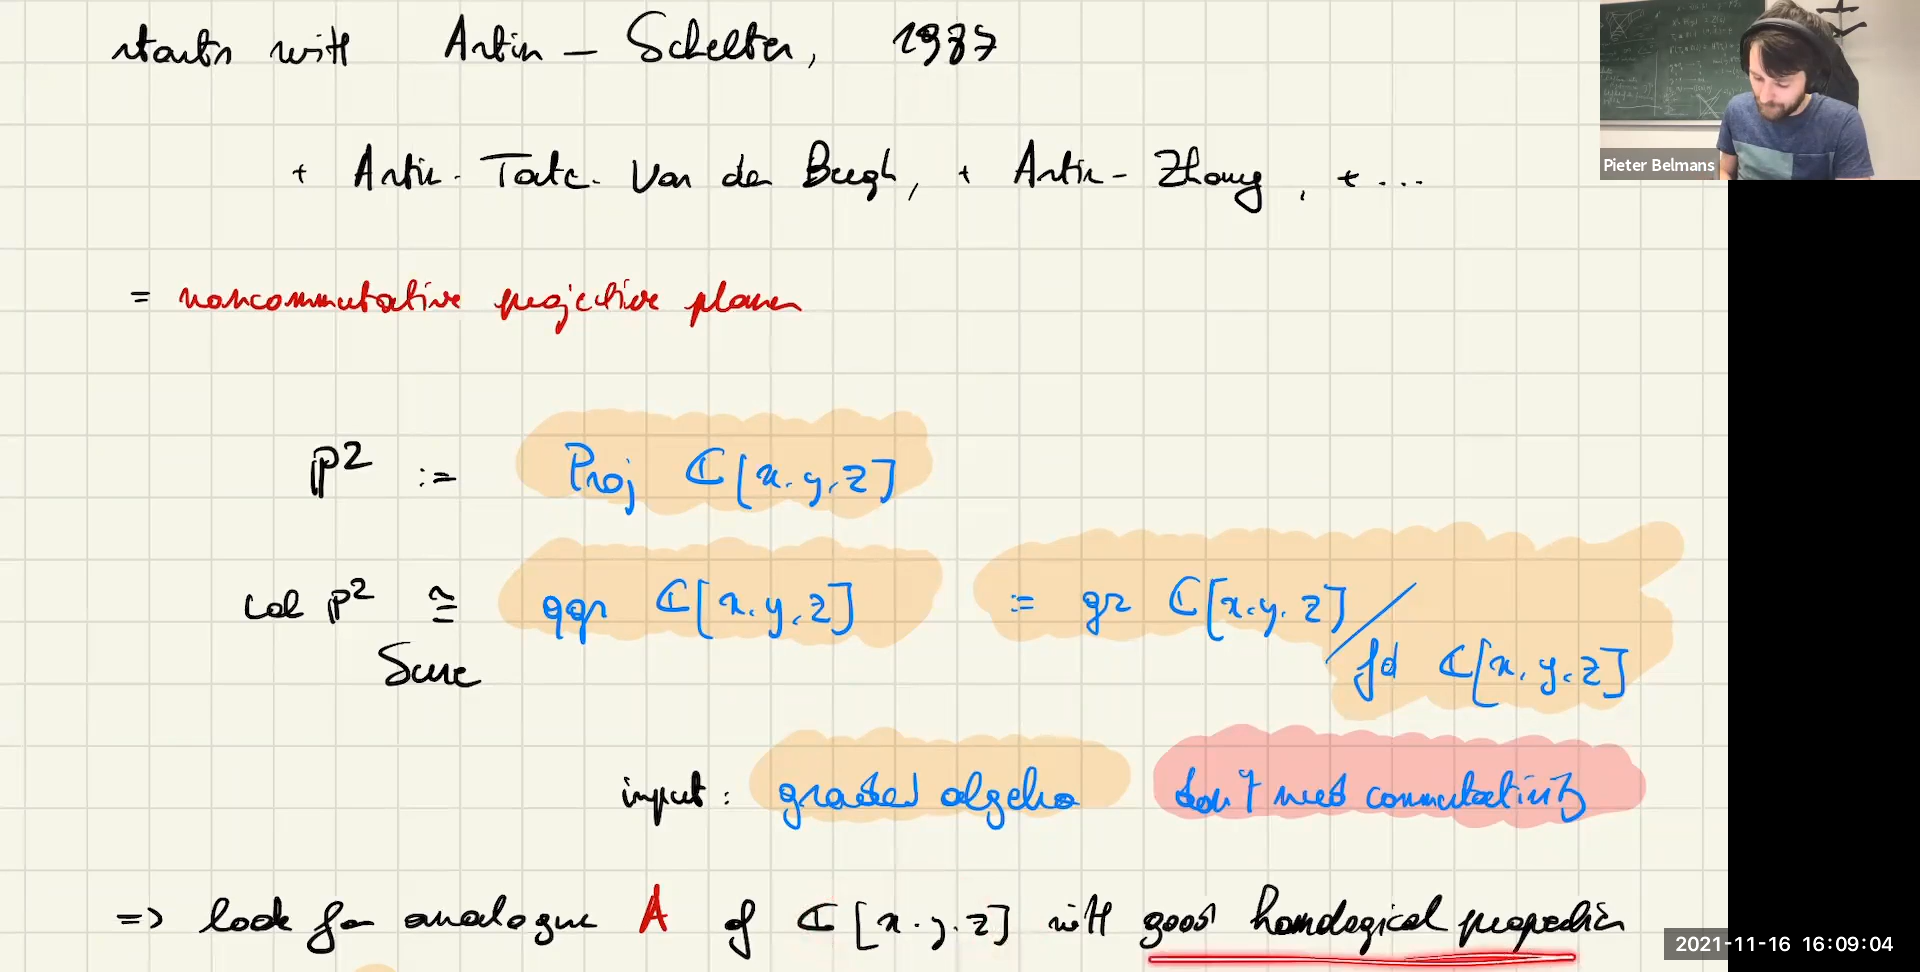 starts with Artin – Schelter, 1987
+ Artin - Tate - Van den Bergh, + Artin - Zhang, + ...
= noncommutative projective planes
ℙ² := Proj ℂ[x,y,z]
coh ℙ² ≅ qgr ℂ[x,y,z] := gr ℂ[x,y,z] / fd ℂ[x,y,z]
Serre
input: graded algebra don't need commutativity
=> look for analogue A of ℂ[x,y,z] with good homological properties
Pieter Belmans
2021-11-16 16:09:04